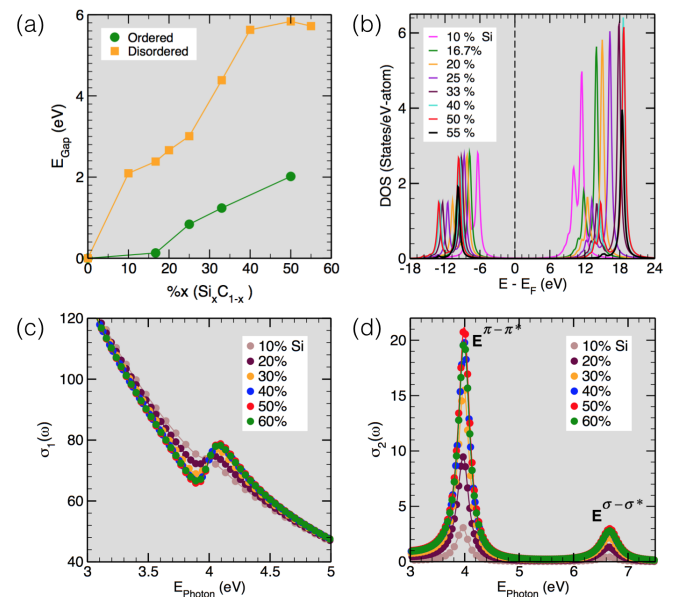 (a)
6
4
2
0
E_Gap (eV)
Ordered
Disordered
0 10 20 30 40 50 60
%x (Si_xC_1-x )
(b)
6
4
2
0
DOS (States/eV-atom)
10 % Si
16.7%
20 %
25 %
33 %
40 %
50 %
55 %
-18 -12 -6 0 6 12 18 24
E - E_F (eV)
(c)
120
100
80
60
40
σ_1(ω)
10% Si
20%
30%
40%
50%
60%
3 3.5 4 4.5 5
E_Photon (eV)
(d)
20
15
10
5
0
σ_2(ω)
E^π−π*
10% Si
20%
30%
40%
50%
60%
E^σ−σ*
3 4 5 6 7
E_Photon (eV)